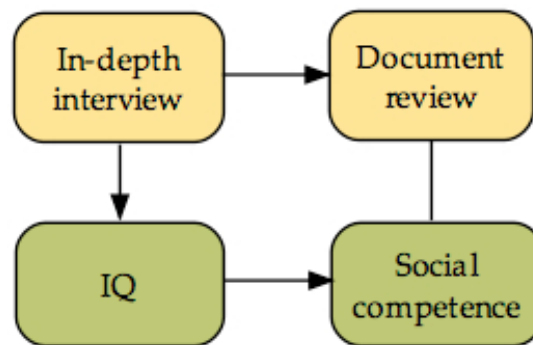 In-depth
interview
Document
review
IQ
Social
competence